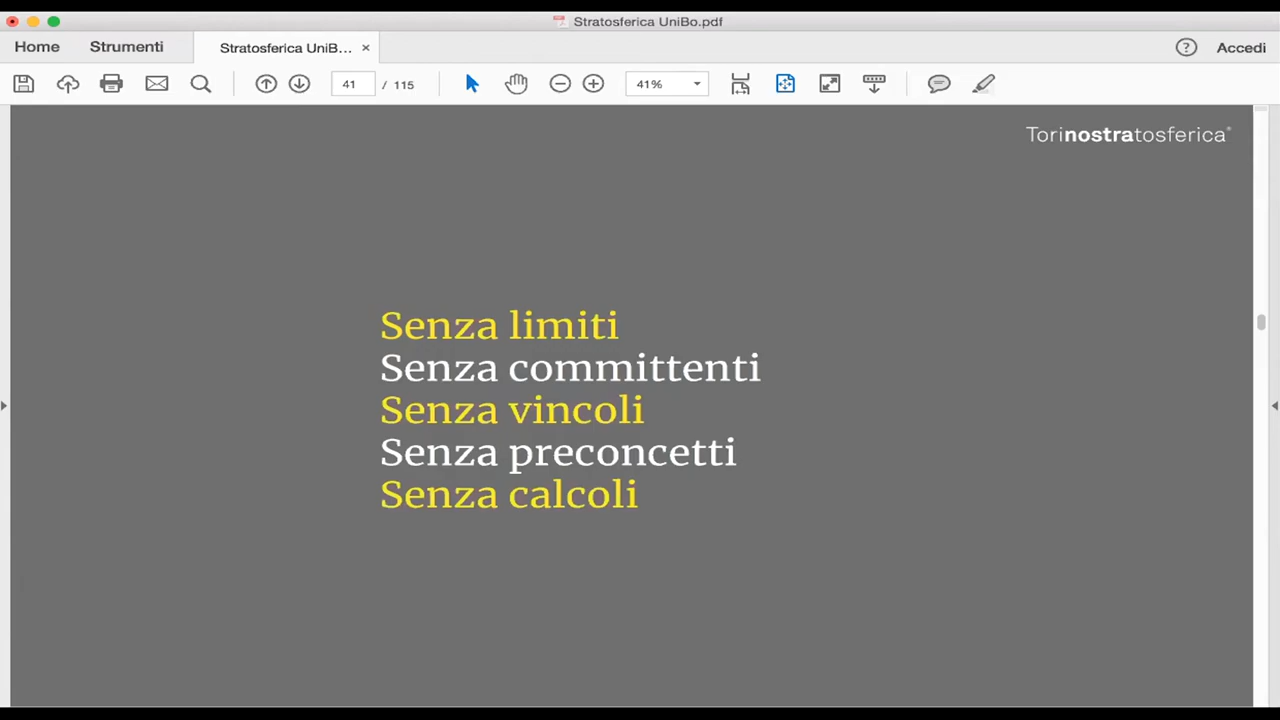 Stratosferica UniBo.pdf
Home Strumenti Stratosferica UniB... × Accedi
41 / 115 41%
Torinostratosferica®
Senza limiti
Senza committenti
Senza vincoli
Senza preconcetti
Senza calcoli